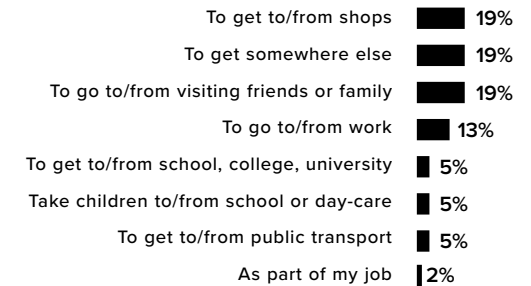 To get to/from shops 19%
To get somewhere else 19%
To go to/from visiting friends or family 19%
To go to/from work 13%
To get to/from school, college, university 5%
Take children to/from school or day-care 5%
To get to/from public transport 5%
As part of my job 2%